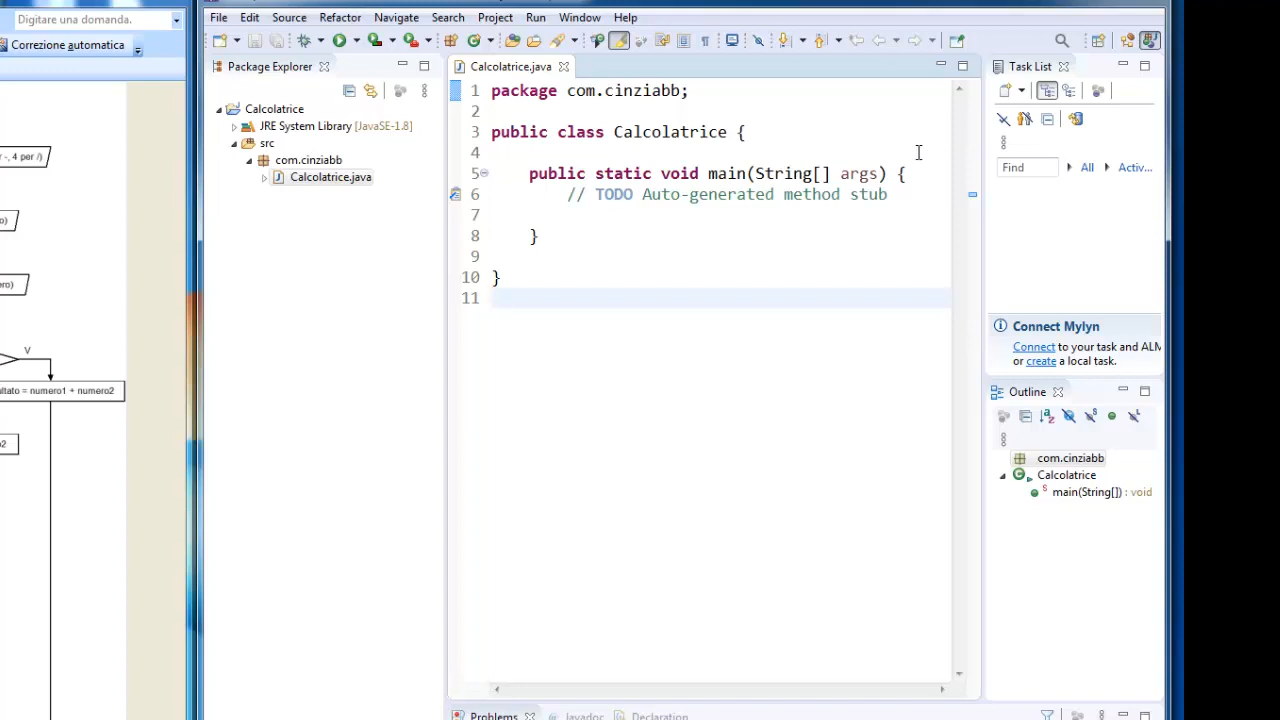 Digitare una domanda.
Correzione automatica
-, 4 per /)
o)
ero)
V
ultato = numero1 + numero2
o2
File Edit Source Refactor Navigate Search Project Run Window Help
Package Explorer
Calcolatrice
JRE System Library [JavaSE-1.8]
src
com.cinziabb
Calcolatrice.java
Calcolatrice.java
1 package com.cinziabb;
2
3 public class Calcolatrice {
4
5 public static void main(String[] args) {
6 // TODO Auto-generated method stub
7
8 }
9
10 }
11
Task List
Find All Activ...
Connect Mylyn
Connect to your task and ALM
or create a local task.
Outline
com.cinziabb
Calcolatrice
main(String[]) : void
Problems Javadoc Declaration